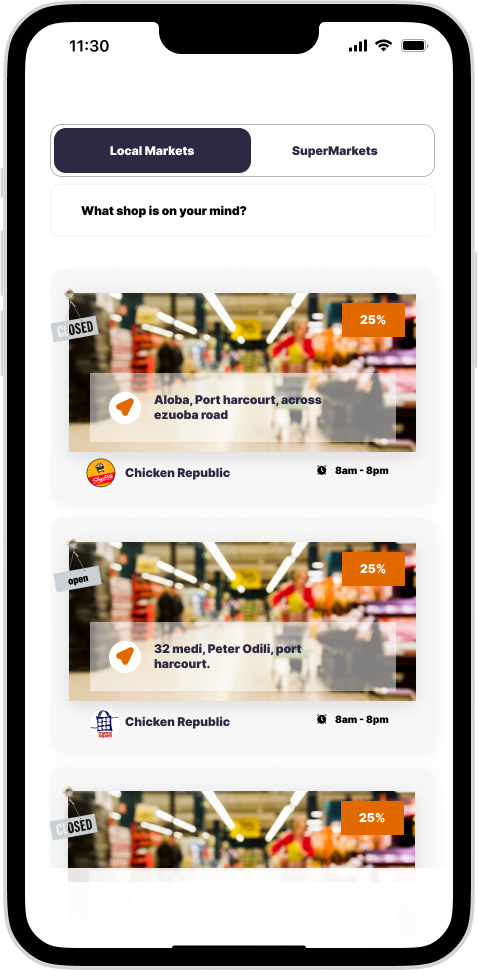 11:30
Local Markets
SuperMarkets
What shop is on your mind?
CLOSED
25%
Aloba, Port harcourt, across
ezuoba road
Chicken Republic
8am - 8pm
open
25%
32 medi, Peter Odili, port
harcourt.
Chicken Republic
8am - 8pm
CLOSED
25%